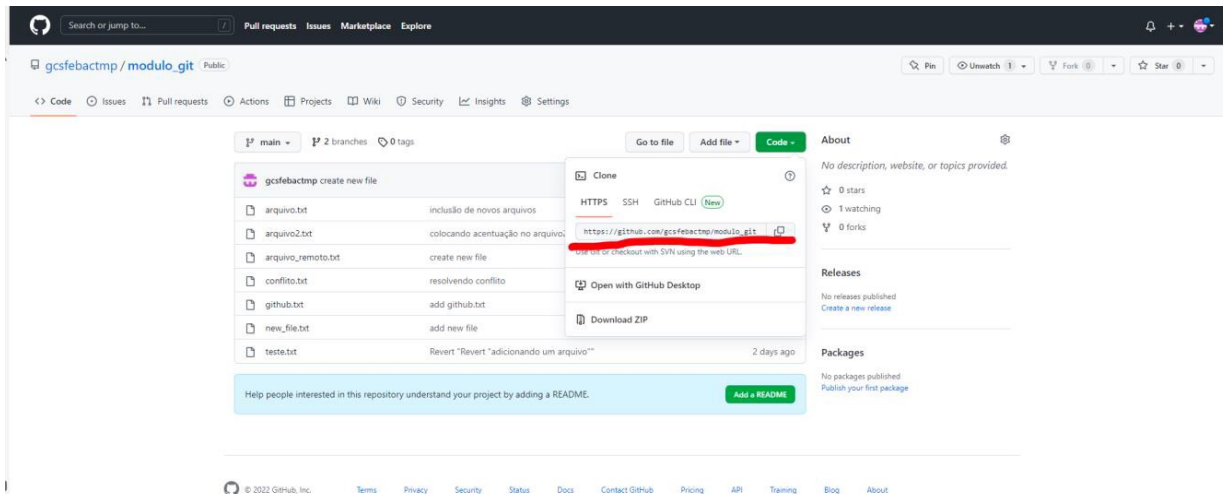 Search or jump to... / Pull requests Issues Marketplace Explore
gcsfebactmp / modulo_git Public Pin Unwatch 1 Fork 0 Star 0
Code Issues Pull requests Actions Projects Wiki Security Insights Settings
main 2 branches 0 tags Go to file Add file Code
gcsfebactmp create new file
arquivo.txt inclusão de novos arquivos
arquivo2.txt colocando acentuação no arquivo2
arquivo_remoto.txt create new file
conflito.txt resolvendo conflito
github.txt add github.txt
new_file.txt add new file
teste.txt Revert "Revert "adicionando um arquivo"" 2 days ago
Clone
HTTPS SSH GitHub CLI New
https://github.com/gcsfebactmp/modulo_git
Use Git or checkout with SVN using the web URL.
Open with GitHub Desktop
Download ZIP
Help people interested in this repository understand your project by adding a README. Add a README
About
No description, website, or topics provided.
0 stars
1 watching
0 forks
Releases
No releases published
Create a new release
Packages
No packages published
Publish your first package
© 2022 GitHub, Inc. Terms Privacy Security Status Docs Contact GitHub Pricing API Training Blog About